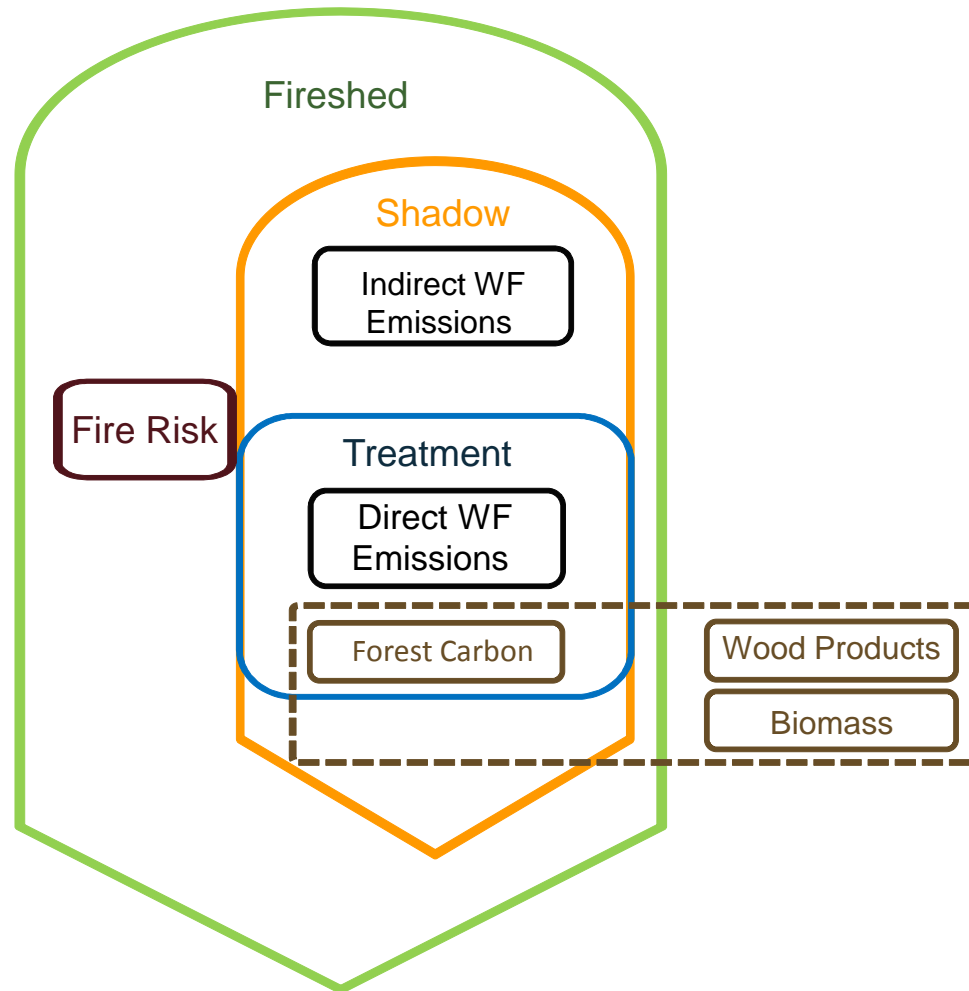 Fireshed
Shadow
Indirect WF
Emissions
Fire Risk
Treatment
Direct WF
Emissions
Forest Carbon
Wood Products
Biomass